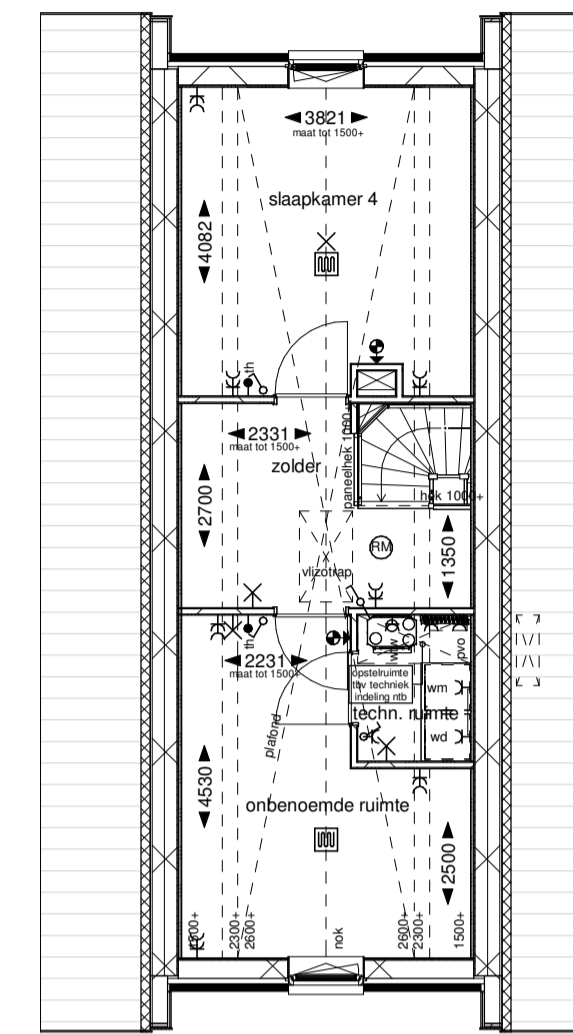 3821
maat tot 1500+
slaapkamer 4
4082
th
2331
maat tot 1500+
zolder
paneelhek 1000+
hek 1000+
2700
RM
1350
vlizotrap
th
2231
maat tot 1500+
wtw
pvo
opstelruimte
tbv techniek
indeling ntb
wm
techn. ruimte
wd
plafond
4530
onbenoemde ruimte
2500
1500+
2300+
2600+
nok
2600+
2300+
1500+